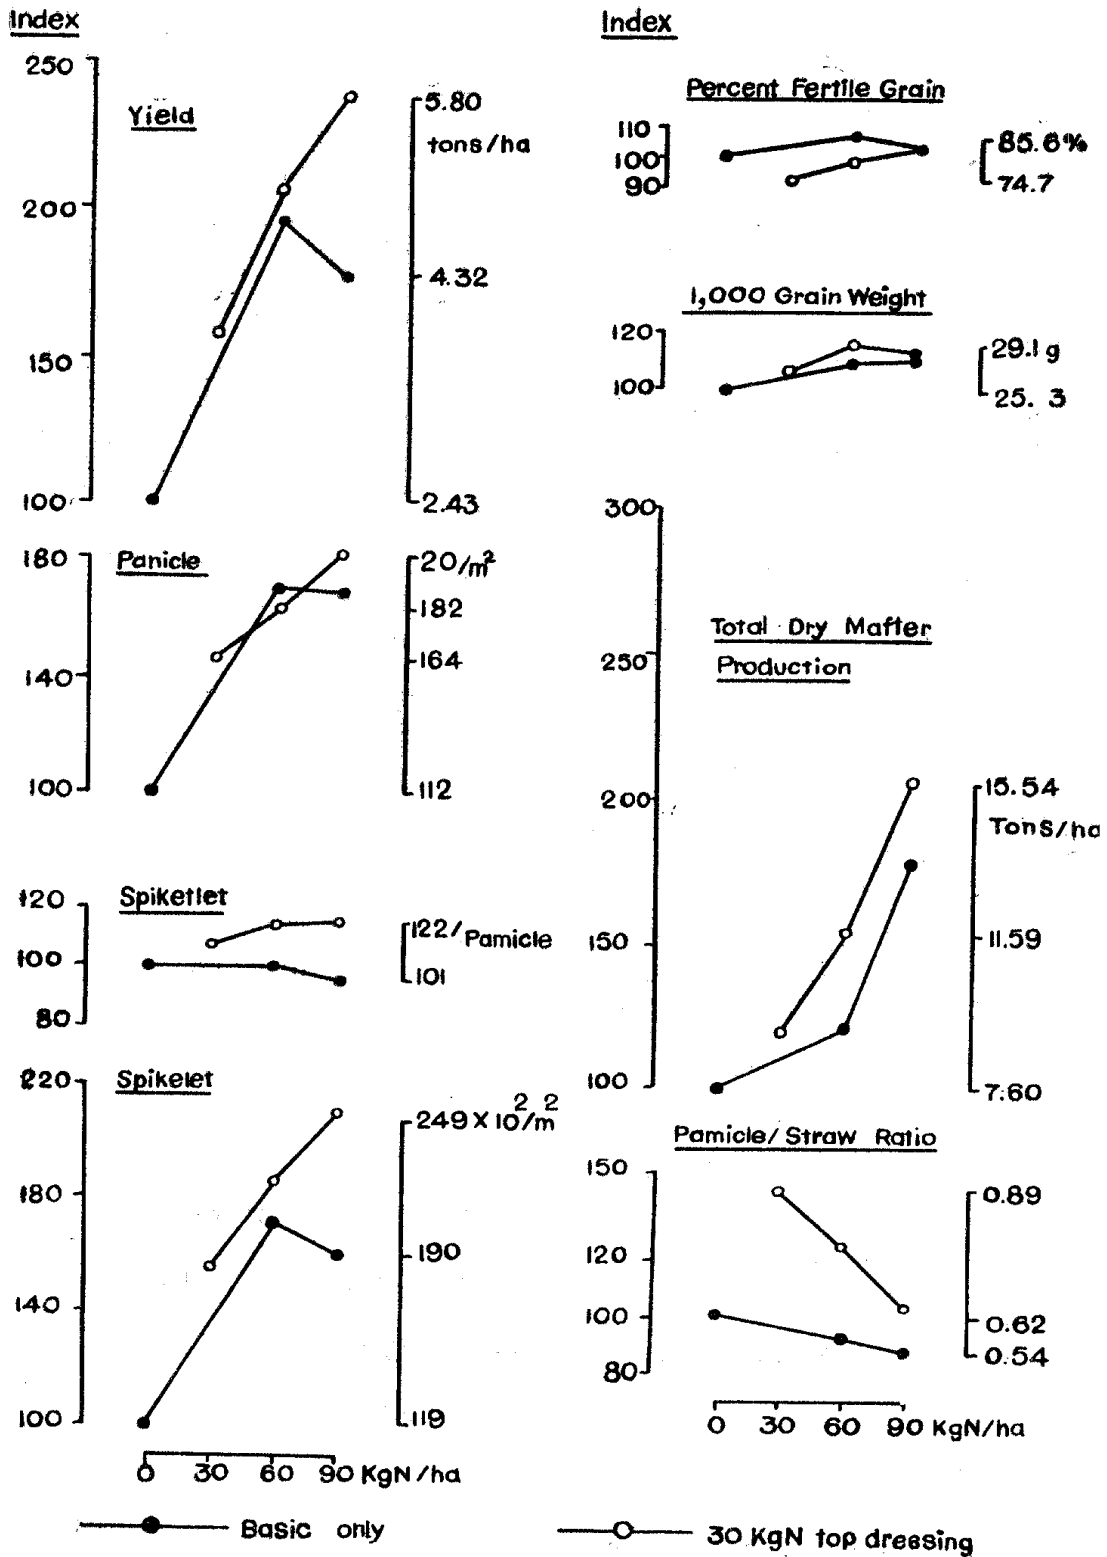 Index
250
Yield
200
150
100
5.80
tons/ha
4.32
2.43
180
Panicle
140
100
20/m²
182
164
112
120
Spiketlet
100
80
122/Pamicle
101
220
Spikelet
180
140
100
249 X 10²/m²
190
119
0 30 60 90 KgN/ha
Index
Percent Fertile Grain
110
100
90
85.6%
74.7
1,000 Grain Weight
120
100
29.1 g
25. 3
300
Total Dry Mafter
Production
250
200
150
100
15.54
Tons/ha
11.59
7.60
Pamicle/ Straw Ratio
150
120
100
80
0.89
0.62
0.54
0 30 60 90 KgN/ha
Basic only
30 KgN top dressing